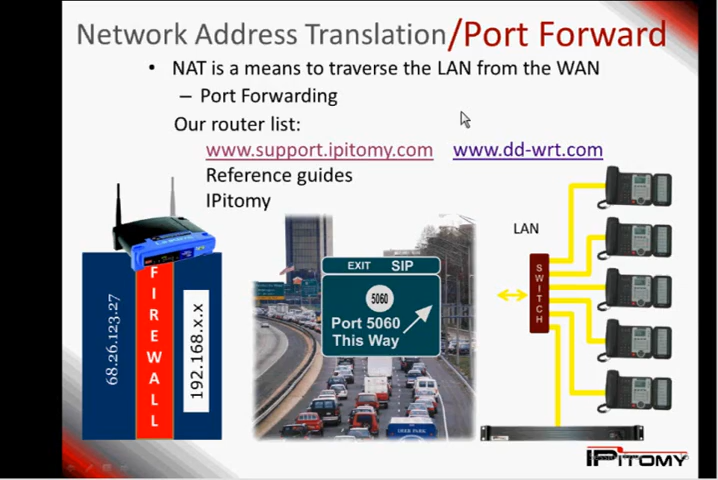 Network Address Translation/Port Forward
• NAT is a means to traverse the LAN from the WAN
– Port Forwarding
Our router list:
www.support.ipitomy.com www.dd-wrt.com
Reference guides
IPitomy
LAN
SWITCH
68.26.123.27
FIREWALL
192.168.x.x
EXIT SIP
5060
Port 5060
This Way
IPITOMY